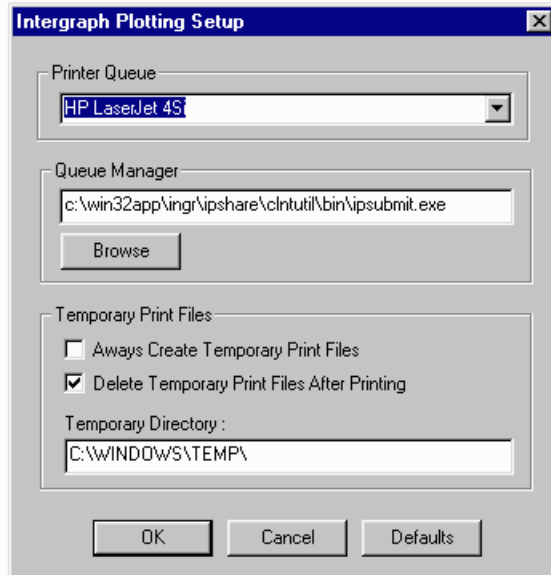 Intergraph Plotting Setup
Printer Queue
HP LaserJet 4Si
Queue Manager
c:\win32app\ingr\ipshare\clntutil\bin\ipsubmit.exe
Browse
Temporary Print Files
Aways Create Temporary Print Files
Delete Temporary Print Files After Printing
Temporary Directory :
C:\WINDOWS\TEMP\
OK Cancel Defaults